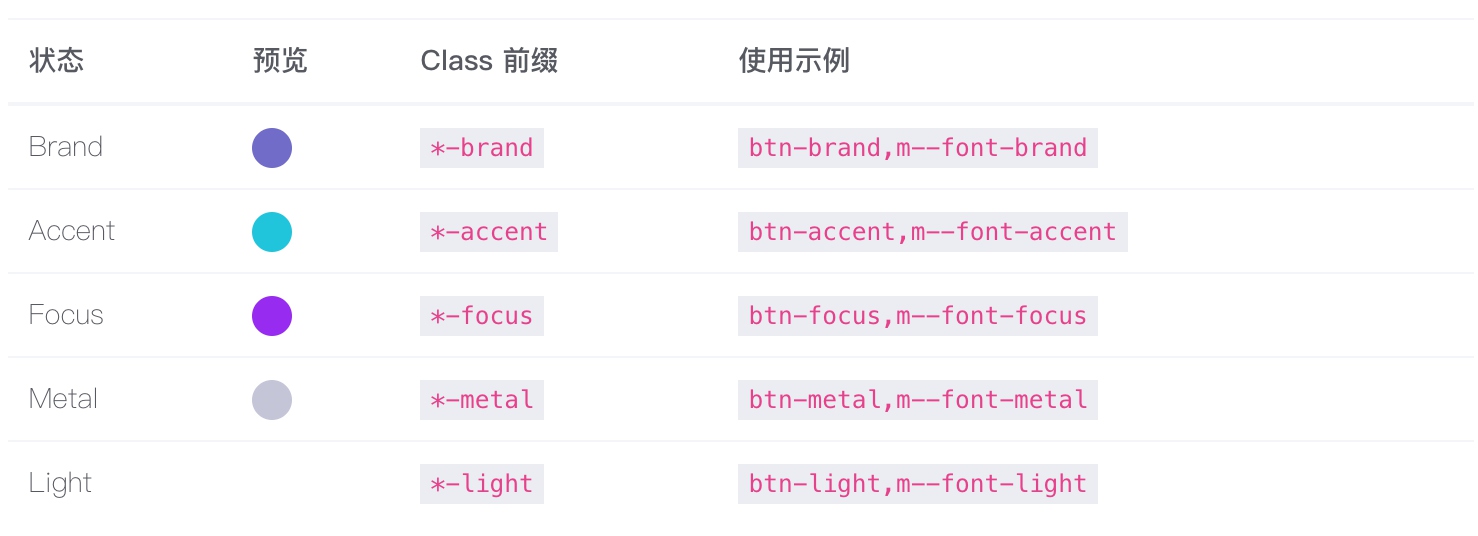 状态 预览 Class 前缀 使用示例
Brand *-brand btn-brand,m--font-brand
Accent *-accent btn-accent,m--font-accent
Focus *-focus btn-focus,m--font-focus
Metal *-metal btn-metal,m--font-metal
Light *-light btn-light,m--font-light